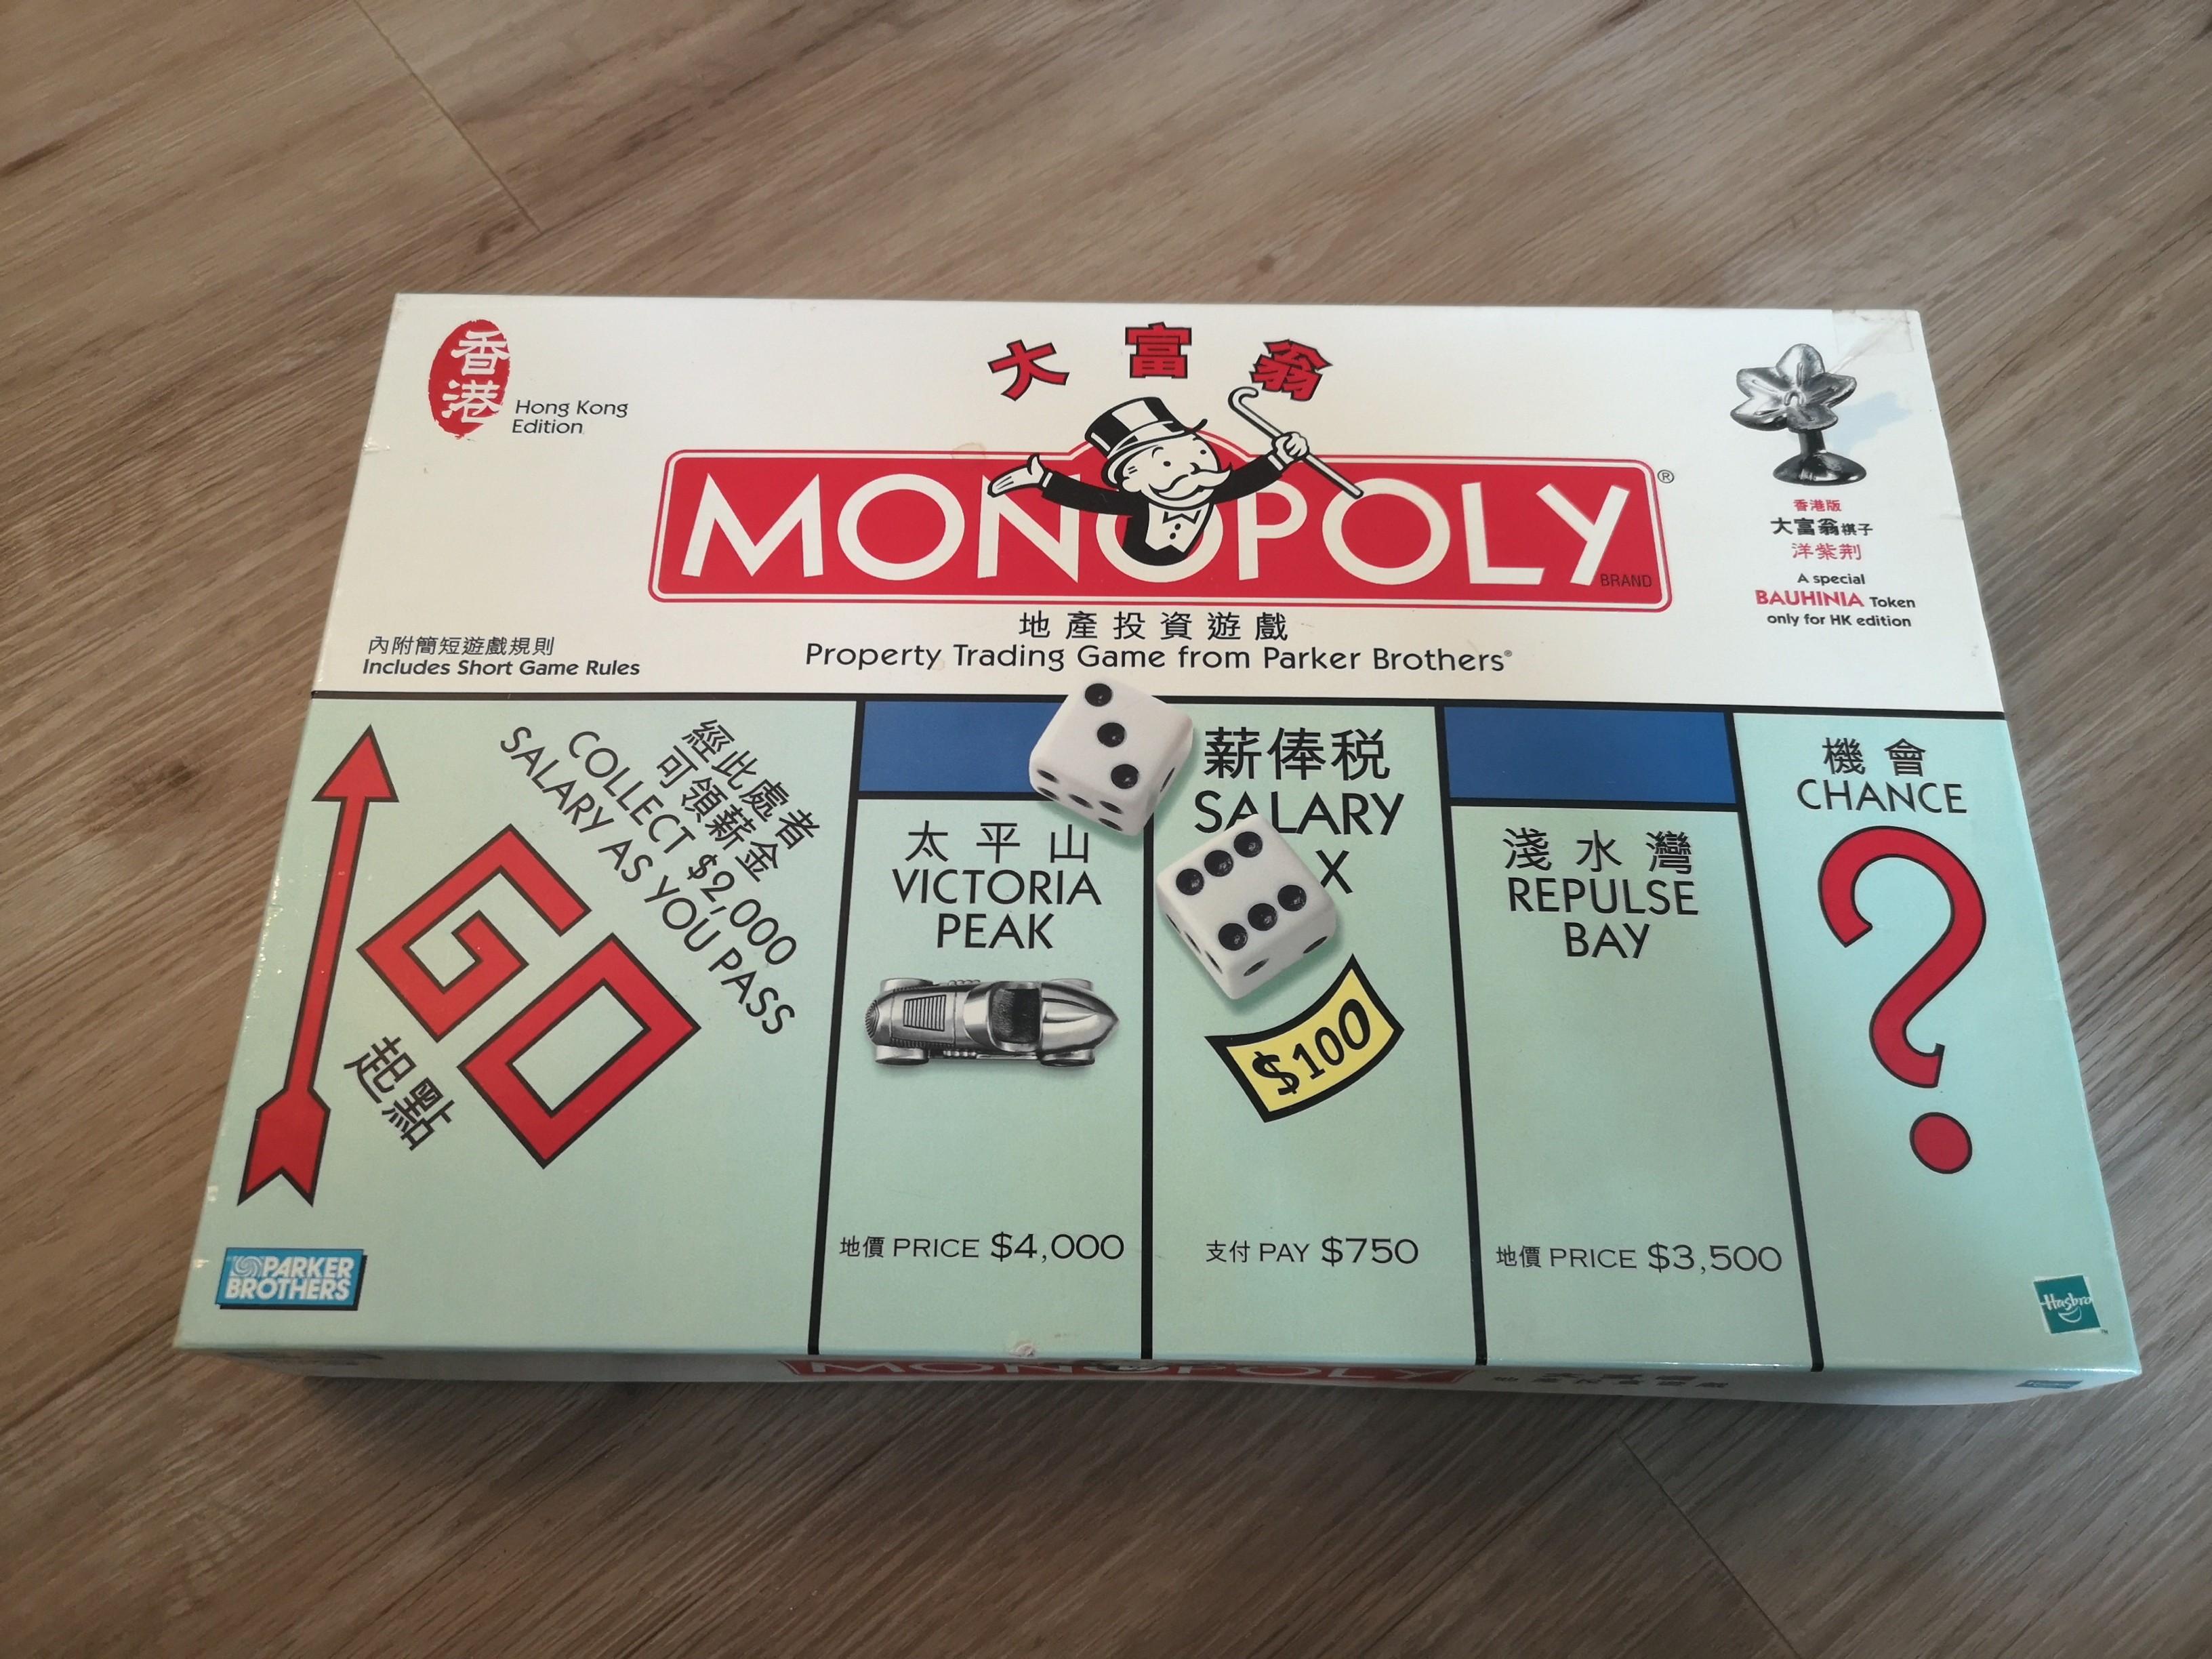 香港
Hong Kong
Edition
大富翁
MONOPOLY®
BRAND
地產投資遊戲
Property Trading Game from Parker Brothers®
內附簡短遊戲規則
Includes Short Game Rules
香港版
大富翁棋子
洋紫荆
A special
BAUHINIA Token
only for HK edition
經此處者
可領薪金
COLLECT $2,000
SALARY AS YOU PASS
GO
起點
PARKER
BROTHERS
太平山
VICTORIA
PEAK
地價 PRICE $4,000
薪俸税
SALARY
X
$100
支付 PAY $750
淺水灣
REPULSE
BAY
地價 PRICE $3,500
機會
CHANCE
?
Hasbro
MONOPOLY